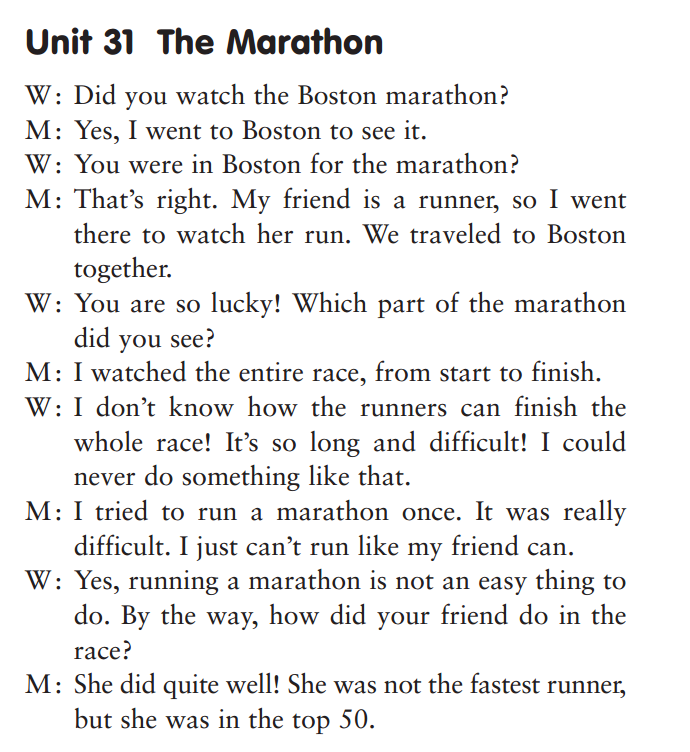 Unit 31 The Marathon
W: Did you watch the Boston marathon?
M: Yes, I went to Boston to see it.
W: You were in Boston for the marathon?
M: That's right. My friend is a runner, so I went
there to watch her run. We traveled to Boston
together.
W: You are so lucky! Which part of the marathon
did you see?
M: I watched the entire race, from start to finish.
W: I don't know how the runners can finish the
whole race! It's so long and difficult! I could
never do something like that.
M: I tried to run a marathon once. It was really
difficult. I just can't run like my friend can.
W: Yes, running a marathon is not an easy thing to
do. By the way, how did your friend do in the
race?
M: She did quite well! She was not the fastest runner,
but she was in the top 50.